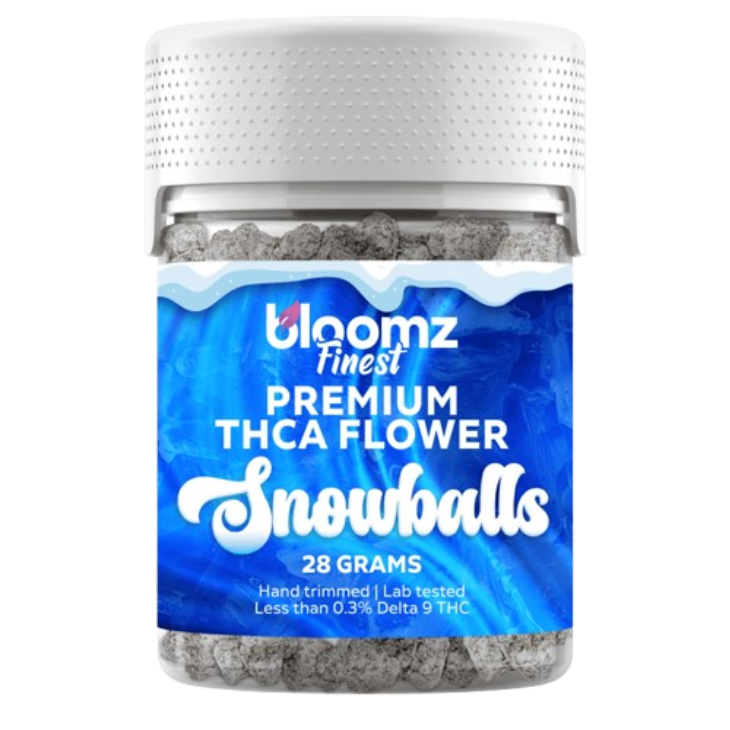 bloomz
Finest
PREMIUM
THCA FLOWER
Snowballs
28 GRAMS
Hand trimmed | Lab tested
Less than 0.3% Delta 9 THC